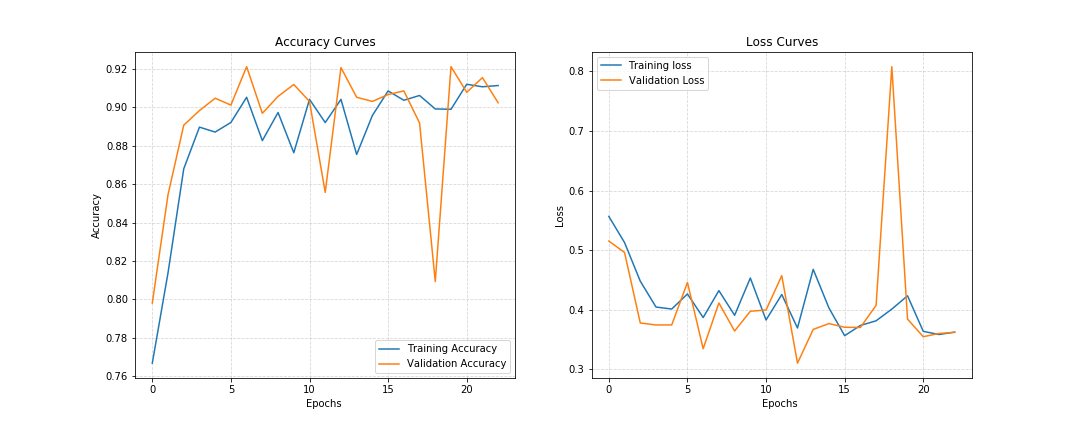 Accuracy Curves
0.92
0.90
0.88
0.86
0.84
0.82
0.80
0.78
0.76
Accuracy
Training Accuracy
Validation Accuracy
0 5 10 15 20
Epochs
Loss Curves
Training loss
Validation Loss
0.8
0.7
0.6
0.5
0.4
0.3
Loss
0 5 10 15 20
Epochs